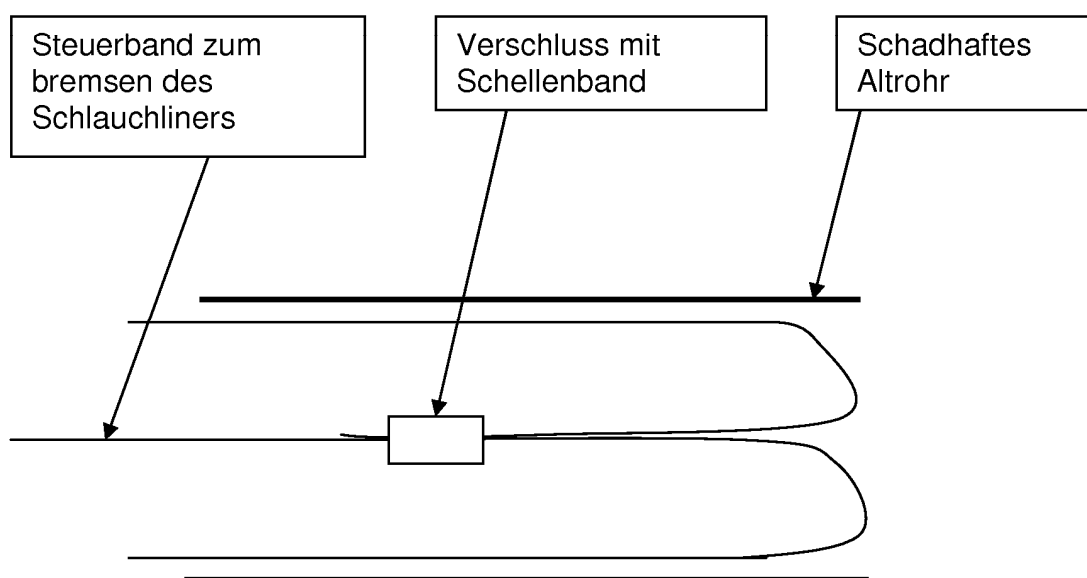 Steuerband zum
bremsen des
Schlauchliners
Verschluss mit
Schellenband
Schadhaftes
Altrohr